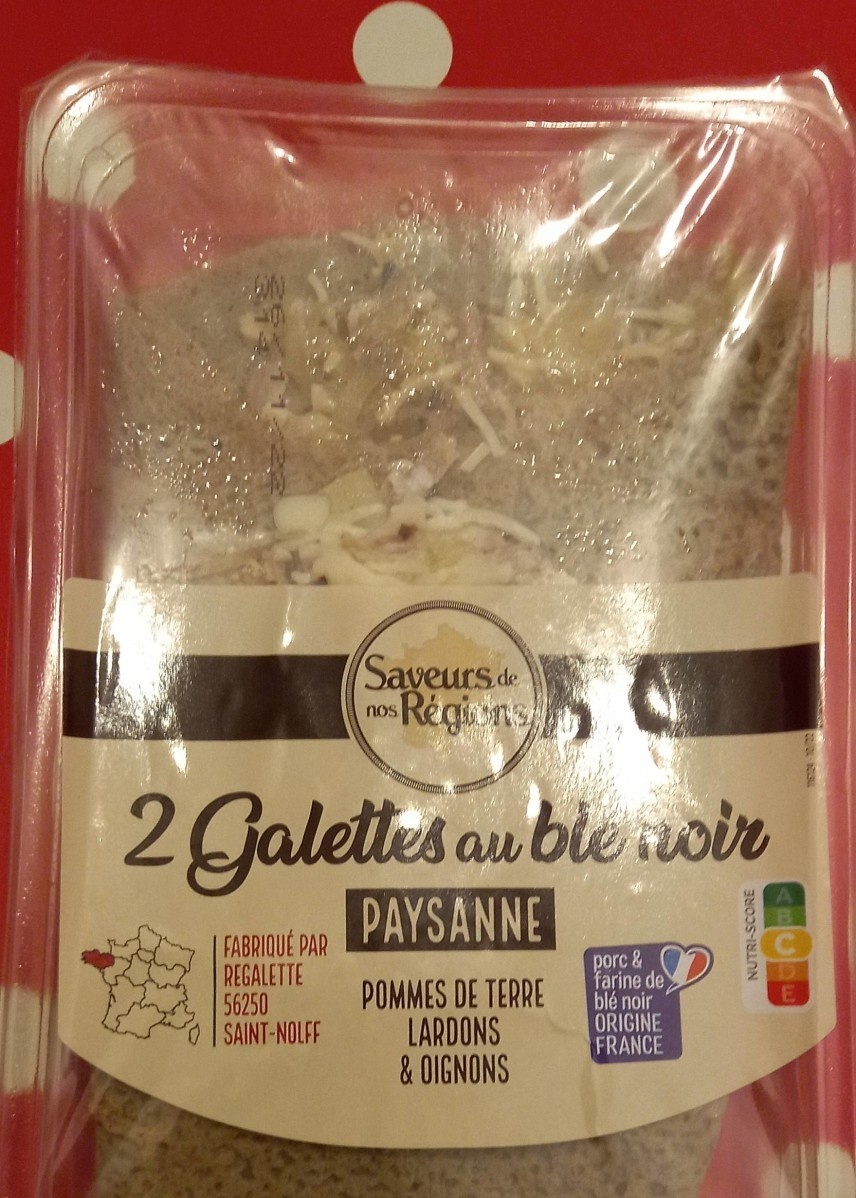 Saveurs de
nos Régions
2 Galettes au blé noir
PAYSANNE
POMMES DE TERRE
LARDONS
& OIGNONS
FABRIQUÉ PAR
REGALETTE
56250
SAINT-NOLFF
porc &
farine de
blé noir
ORIGINE
FRANCE
NUTRI-SCORE
A
B
C
D
E